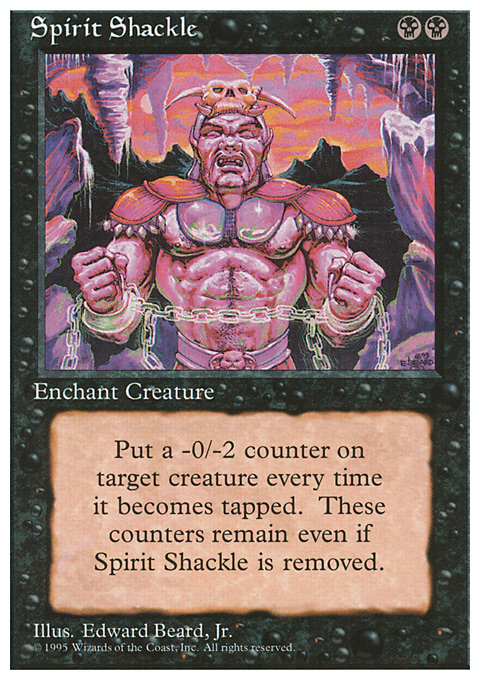 Spirit Shackle
©93
E. BEARD
Enchant Creature
Put a -0/-2 counter on
target creature every time
it becomes tapped.  These
counters remain even if
Spirit Shackle is removed.
Illus. Edward Beard, Jr.
© 1995 Wizards of the Coast, Inc.  All rights reserved.